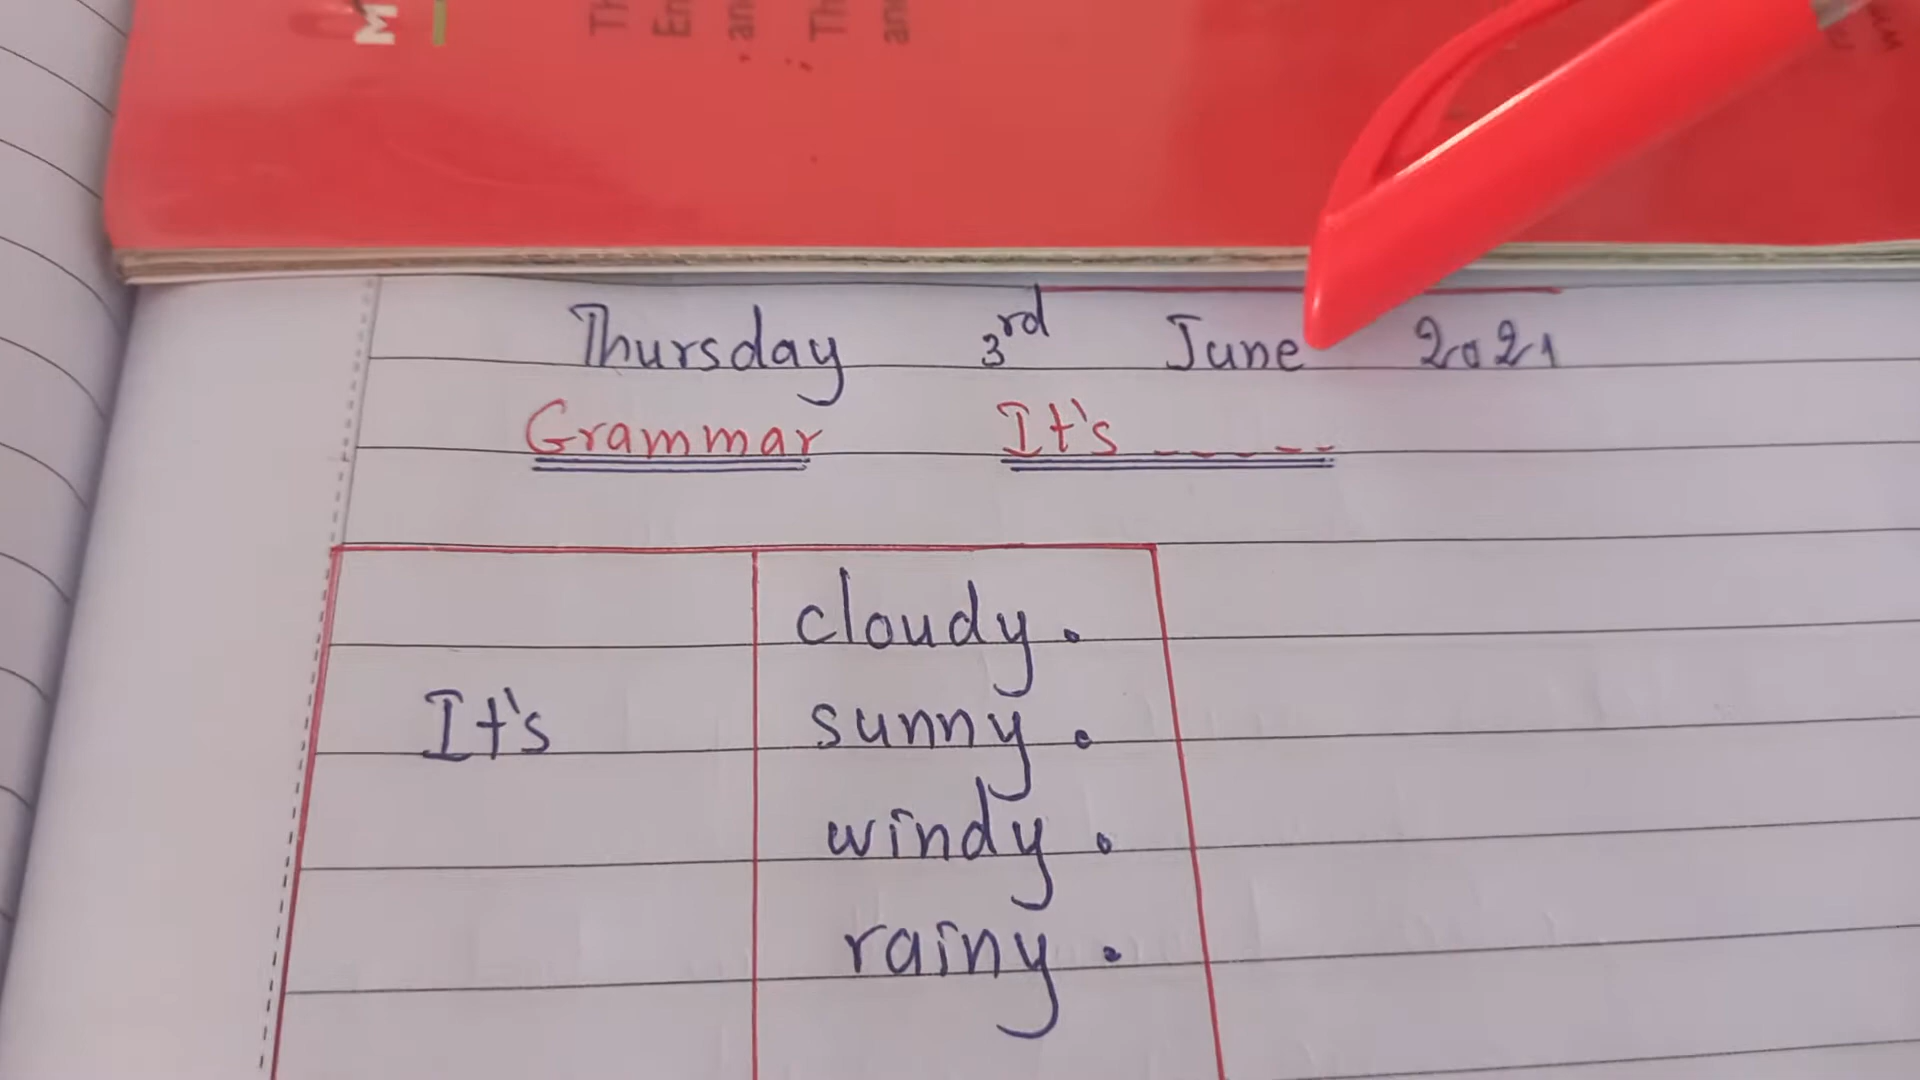 Thursday 3rd June 2021
Grammar It's _ _ _ _ _
cloudy.
It's sunny.
windy.
rainy.